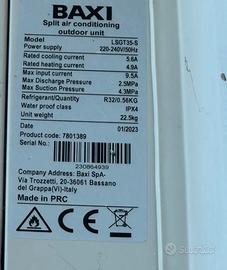 BAXI
Split air conditioning
outdoor unit
Model LSGT35-S
Power supply 220-240V/50Hz
Rated cooling current 5.6A
Rated heating current 4.9A
Max input current 9.5A
Max Discharge Pressure 2.5MPa
Max Suction Pressure 4.3MPa
Refrigerant/Quantity R32/0.56KG
Water proof class IPX4
Unit weight 22.5kg
01/2023
Product code: 7801389
Serial No.:
230864939
Company Address: Baxi SpA-
Via Trozzetti, 20-36061 Bassano
del Grappa(VI)-Italy
Made in PRC
subito